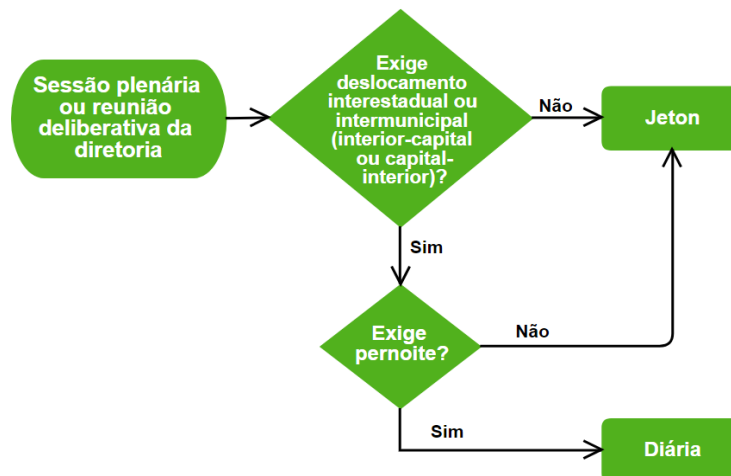 Sessão plenária
ou reunião
deliberativa da
diretoria
Exige
deslocamento
interestadual ou
intermunicipal
(interior-capital
ou capital-
interior)?
Não
Jeton
Sim
Exige
pernoite?
Não
Sim
Diária